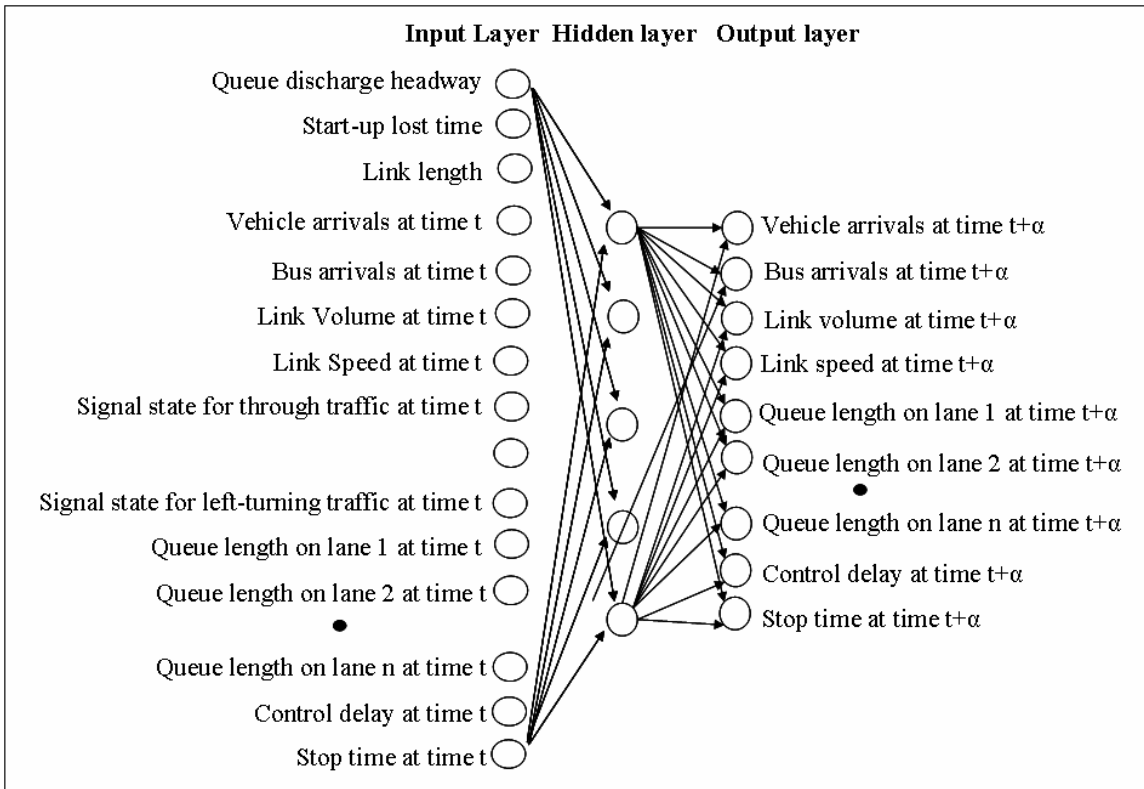 Input Layer Hidden layer Output layer
Queue discharge headway
Start-up lost time
Link length
Vehicle arrivals at time t
Bus arrivals at time t
Link Volume at time t
Link Speed at time t
Signal state for through traffic at time t
Signal state for left-turning traffic at time t
Queue length on lane 1 at time t
Queue length on lane 2 at time t
Queue length on lane n at time t
Control delay at time t
Stop time at time t
Vehicle arrivals at time t+α
Bus arrivals at time t+α
Link volume at time t+α
Link speed at time t+α
Queue length on lane 1 at time t+α
Queue length on lane 2 at time t+α
Queue length on lane n at time t+α
Control delay at time t+α
Stop time at time t+α